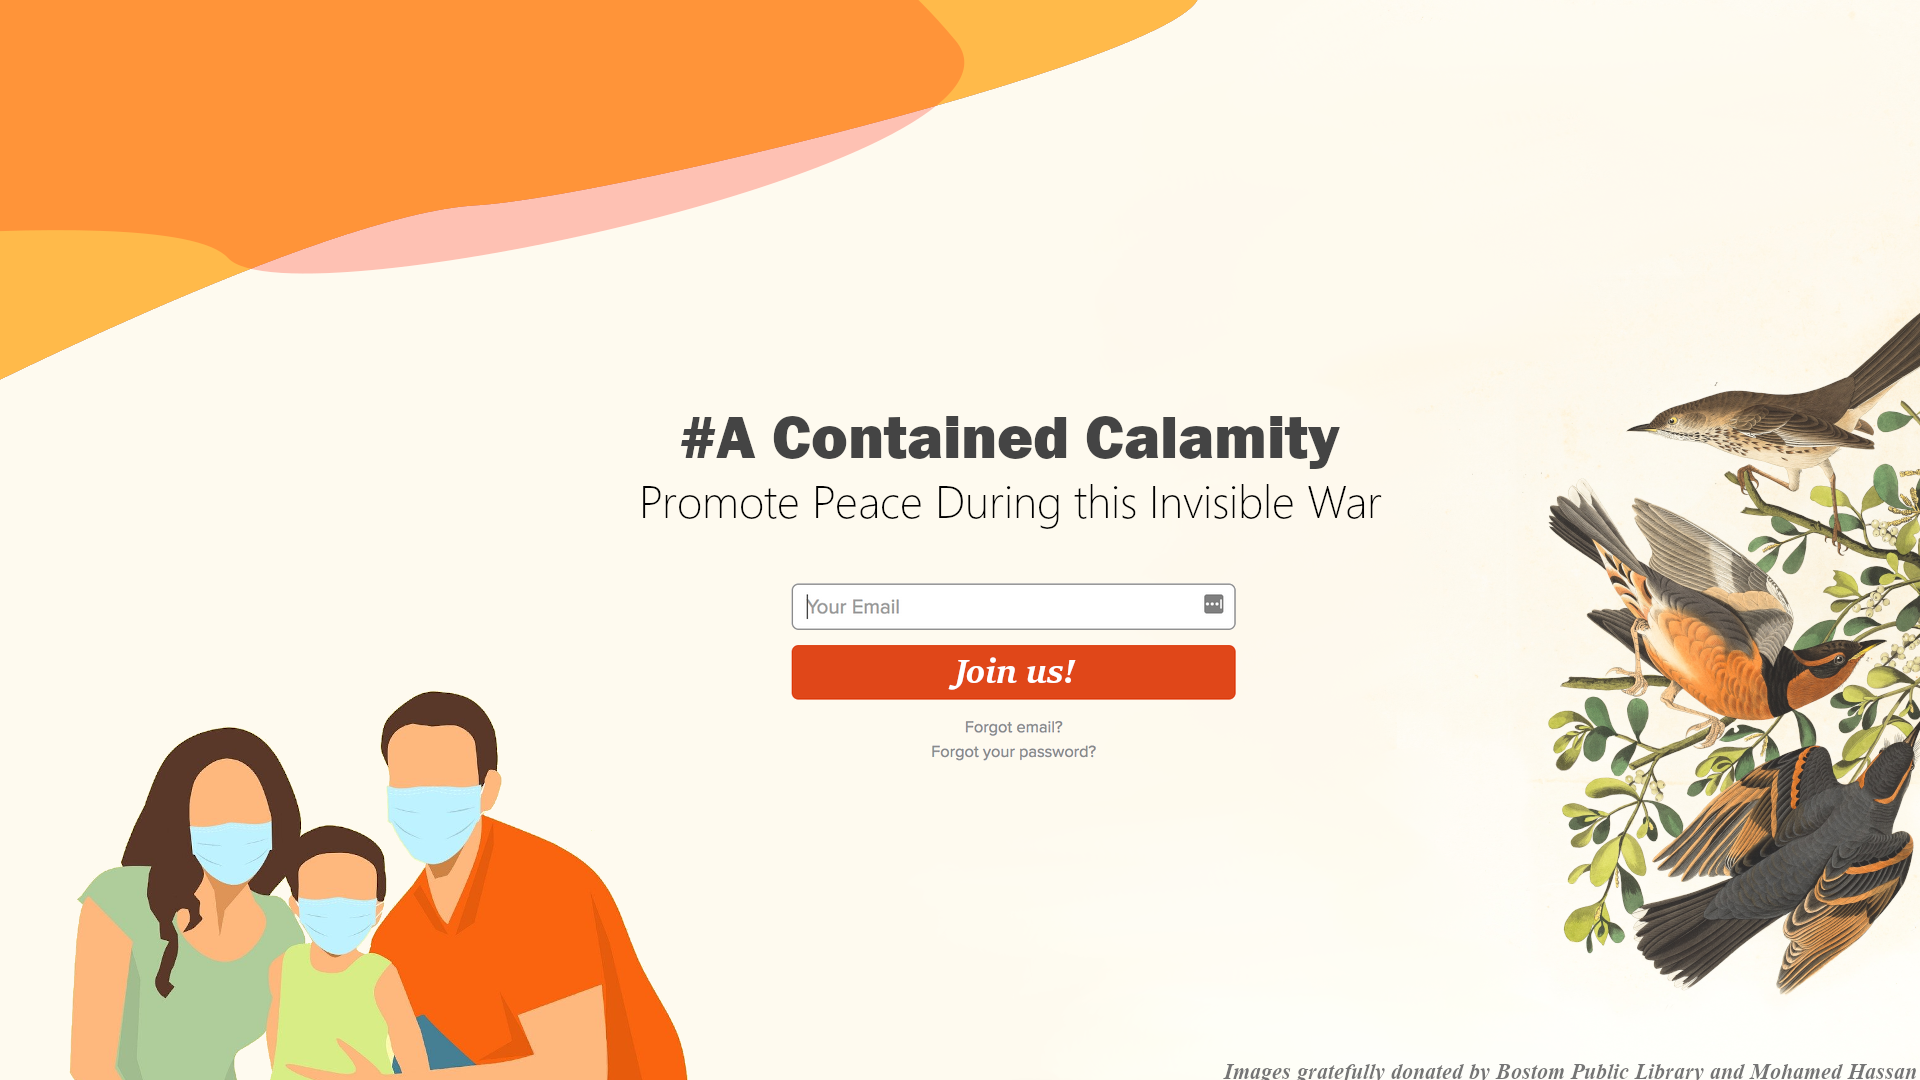 #A Contained Calamity
Promote Peace During this Invisible War
Your Email
Join us!
Forgot email?
Forgot your password?
Images gratefully donated by Bostom Public Library and Mohamed Hassan